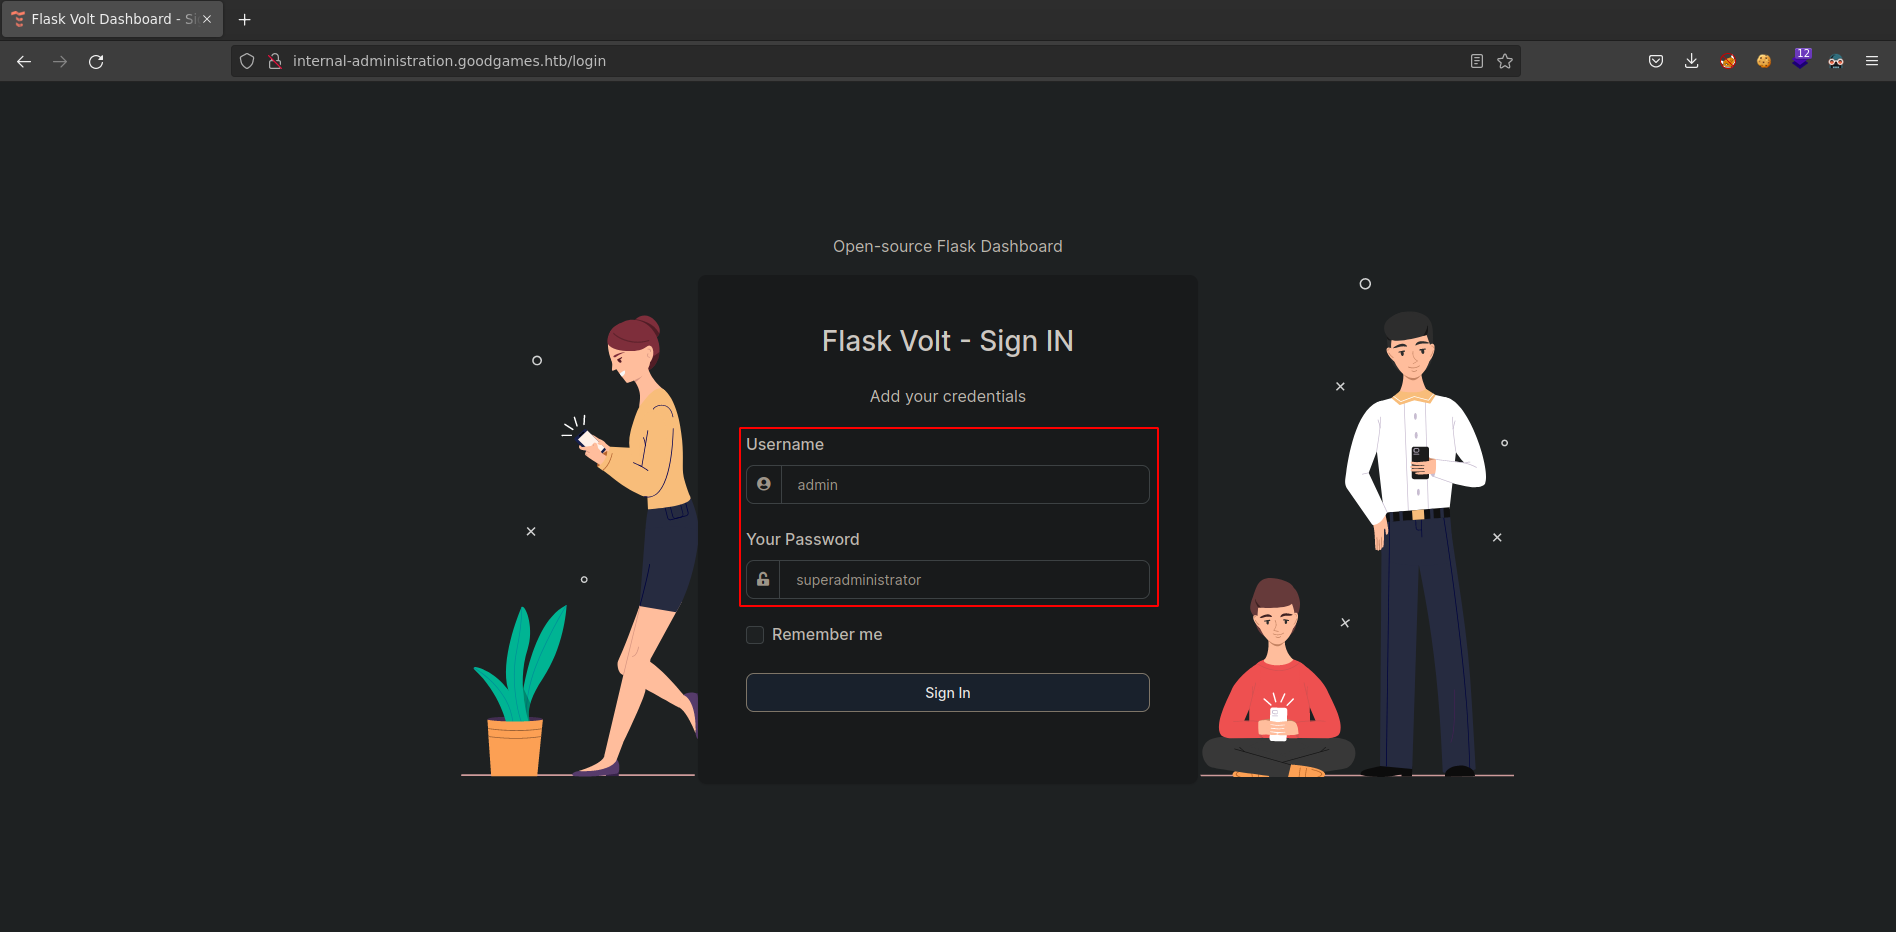 Flask Volt Dashboard - Si
internal-administration.goodgames.htb/login
12
Open-source Flask Dashboard
Flask Volt - Sign IN
Add your credentials
Username
admin
Your Password
superadministrator
Remember me
Sign In